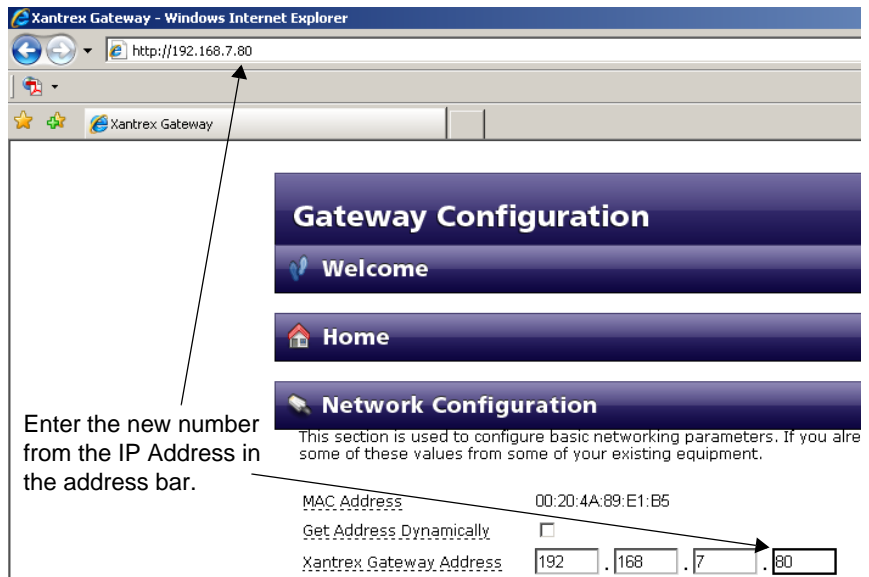 Xantrex Gateway - Windows Internet Explorer
http://192.168.7.80
Xantrex Gateway
Gateway Configuration
Welcome
Home
Network Configuration
This section is used to configure basic networking parameters. If you alre
some of these values from some of your existing equipment.
Enter the new number
from the IP Address in
the address bar.
MAC Address 00:20:4A:89:E1:B5
Get Address Dynamically
Xantrex Gateway Address 192 . 168 . 7 . 80